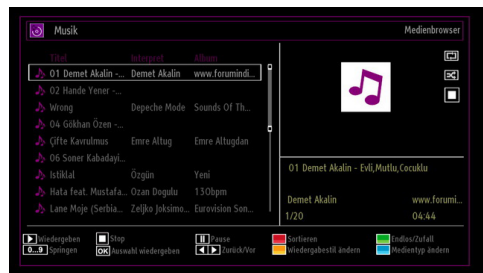 Musik Medienbrowser
Titel Interpret Album
01 Demet Akalin -... Demet Akalin www.forumindi...
02 Hande Yener -...
Wrong Depeche Mode Sounds Of Th...
04 Gökhan Özen -...
Çifte Kavrulmus Emre Altug Emre Altugdan
06 Soner Kabadayi...
Istiklal Özgün Yeni
Hata feat. Mustafa... Ozan Dogulu 130bpm
Lane Moje (Serbia... Zeljko Joksimo... Eurovision Son...
01 Demet Akalin - Evli,Mutlu,Cocuklu
Demet Akalin www.forumi...
1/20 04:44
Wiedergeben Stop Pause Sortieren Endlos/Zufall
0...9 Springen OK Auswahl wiedergeben Zurück/Vor Wiedergabestil ändern Medientyp ändern